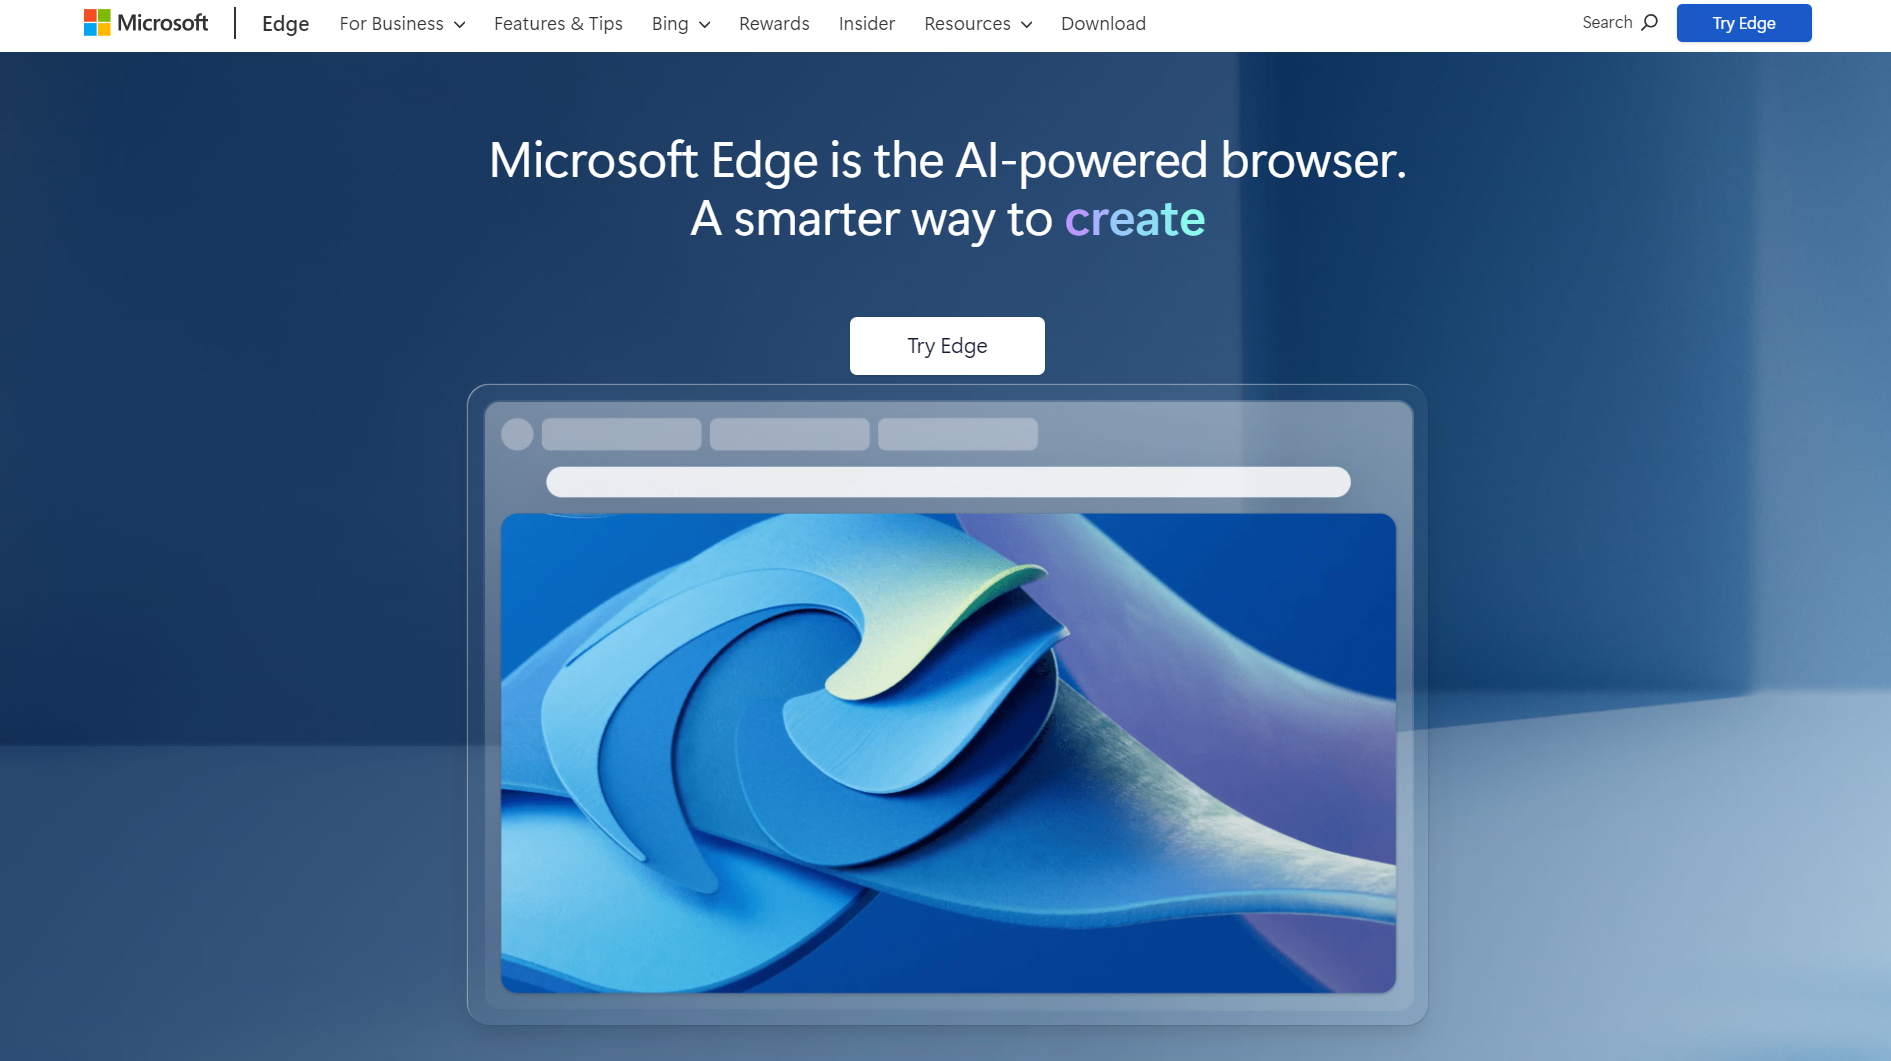 Microsoft Edge For Business Features & Tips Bing Rewards Insider Resources Download Search Try Edge
Microsoft Edge is the AI-powered browser.
A smarter way to create
Try Edge